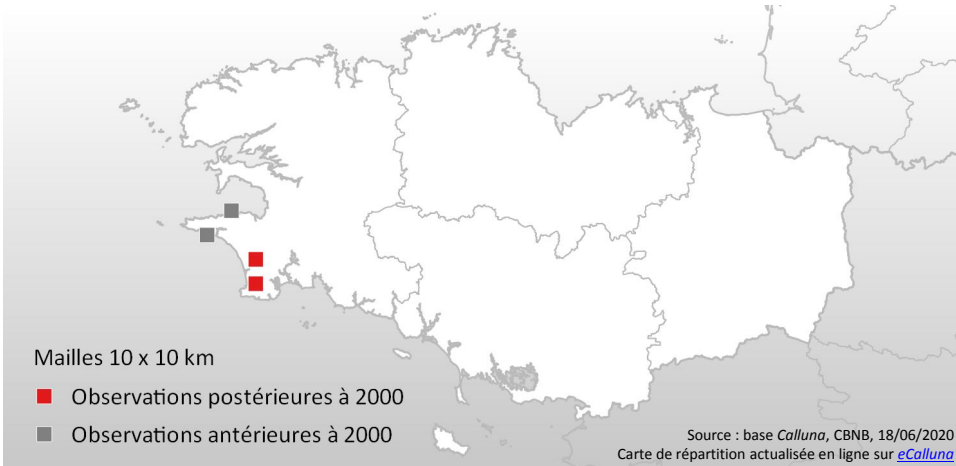 Mailles 10 x 10 km
Observations postérieures à 2000
Observations antérieures à 2000
Source : base Calluna, CBNB, 18/06/2020
Carte de répartition actualisée en ligne sur eCalluna